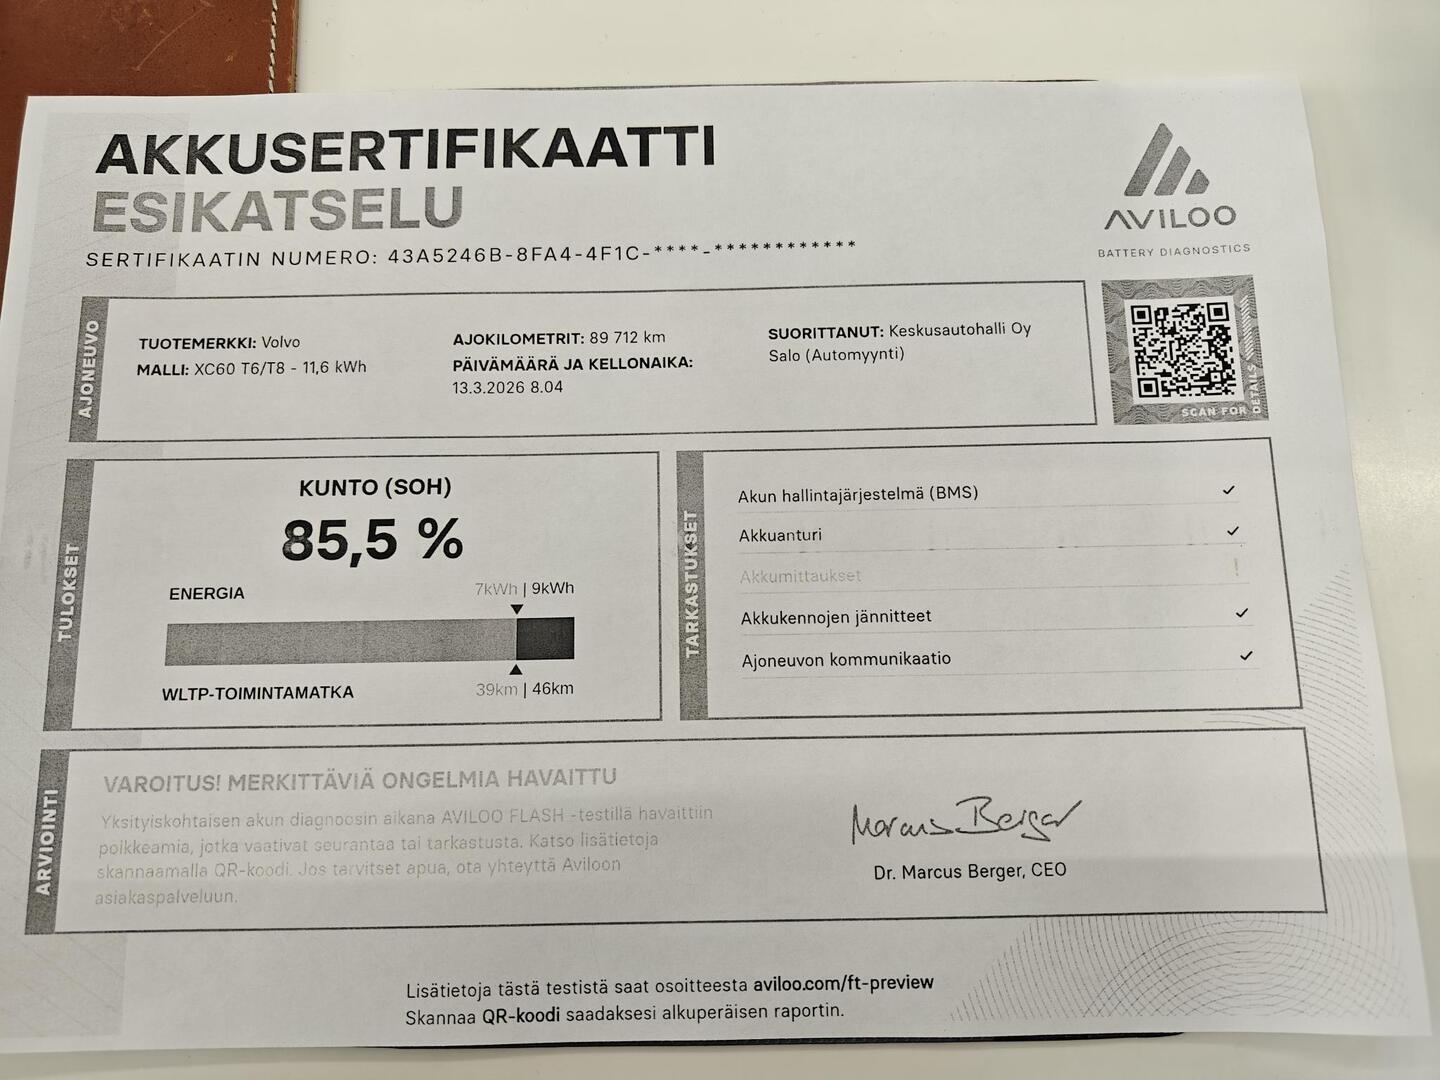 AKKUSERTIFIKAATTI
ESIKATSELU
SERTIFIKAATIN NUMERO: 43A5246B-8FA4-4F1C-****-************
AVILOO
BATTERY DIAGNOSTICS
AJONEUVO
TUOTEMERKKI: Volvo
MALLI: XC60 T6/T8 - 11,6 kWh
AJOKILOMETRIT: 89 712 km
PÄIVÄMÄÄRÄ JA KELLONAIKA:
13.3.2026 8.04
SUORITTANUT: Keskusautohalli Oy
Salo (Automyynti)
SCAN FOR
DETAILS
TULOKSET
KUNTO (SOH)
85,5 %
ENERGIA
7kWh | 9kWh
WLTP-TOIMINTAMATKA
39km | 46km
TARKASTUKSET
Akun hallintajärjestelmä (BMS) ✓
Akkuanturi ✓
Akkumittaukset !
Akkukennojen jännitteet ✓
Ajoneuvon kommunikaatio ✓
ARVIOINTI
VAROITUS! MERKITTÄVIÄ ONGELMIA HAVAITTU
Yksityiskohtaisen akun diagnoosin aikana AVILOO FLASH -testillä havaittiin
poikkeamia, jotka vaativat seurantaa tai tarkastusta. Katso lisätietoja
skannaamalla QR-koodi. Jos tarvitset apua, ota yhteyttä Aviloon
asiakaspalveluun.
Marcus Berger
Dr. Marcus Berger, CEO
Lisätietoja tästä testistä saat osoitteesta aviloo.com/ft-preview
Skannaa QR-koodi saadaksesi alkuperäisen raportin.